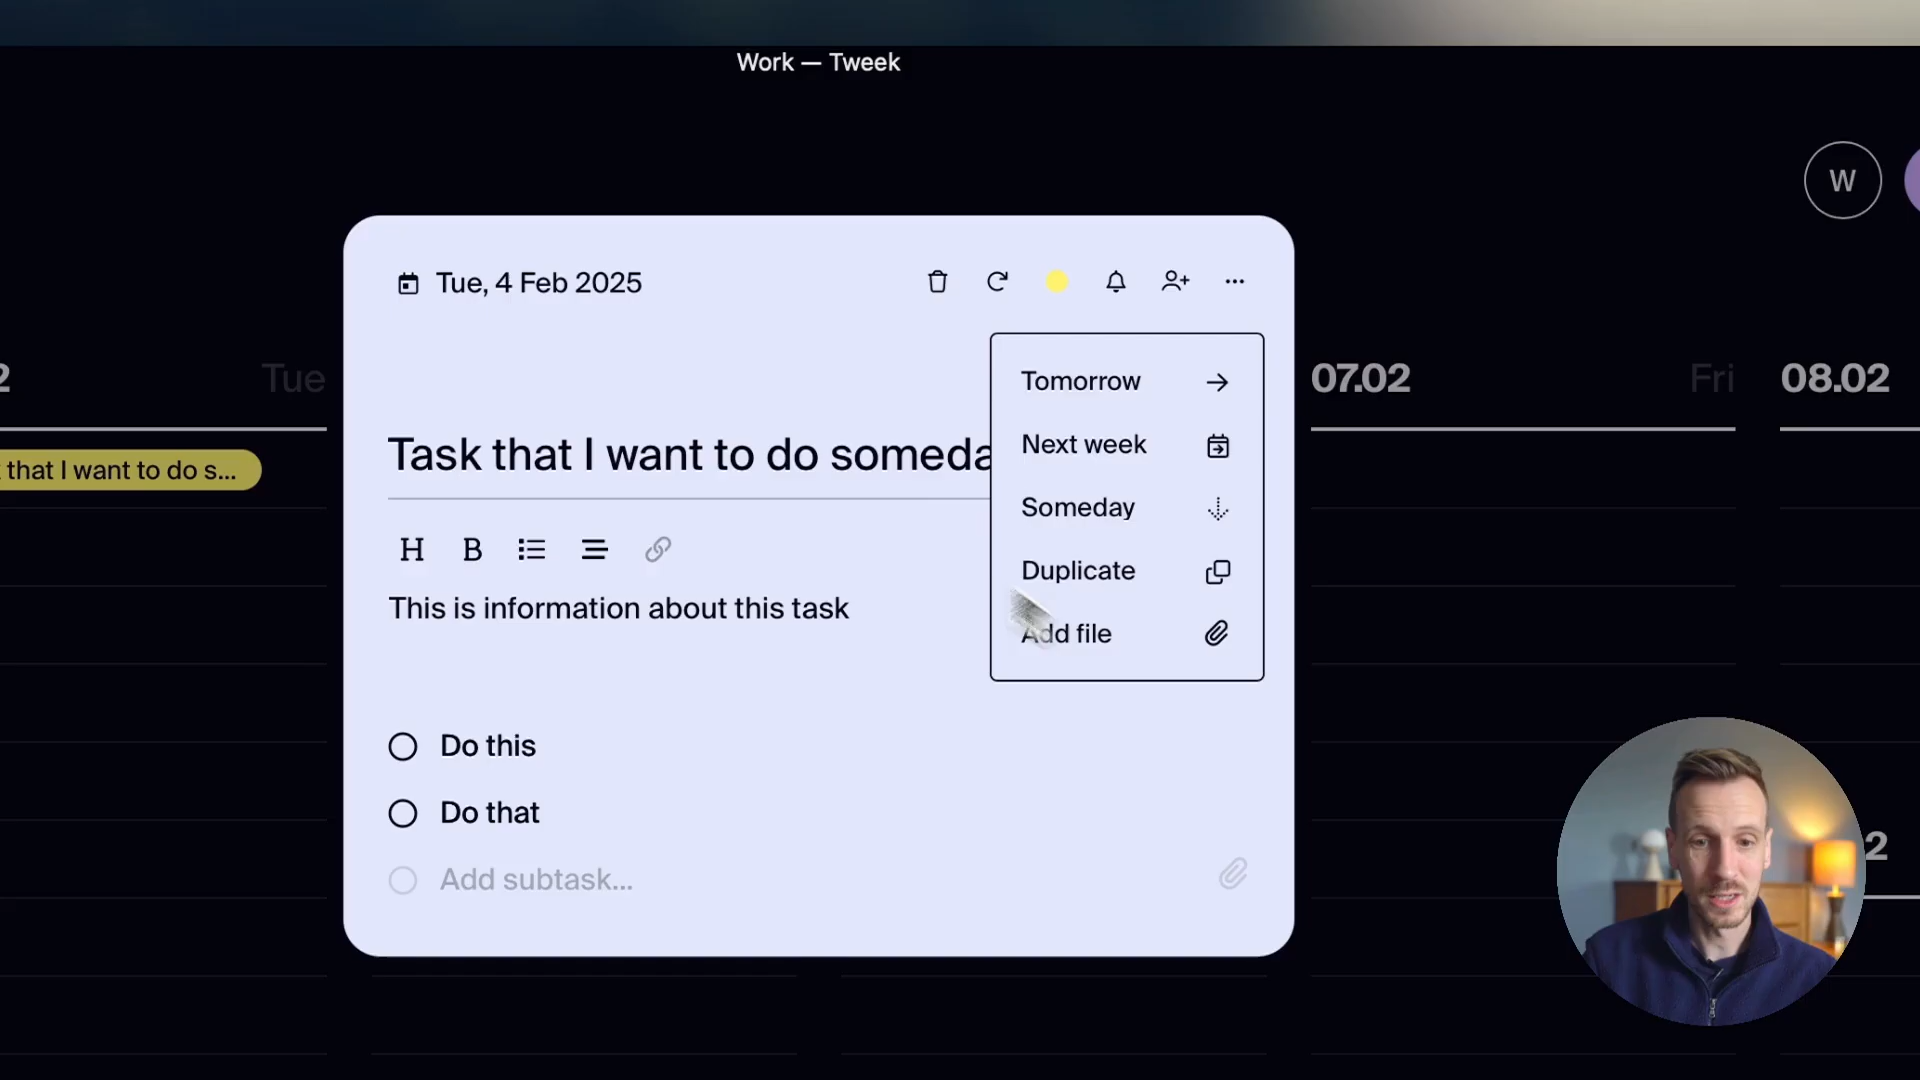 Work — Tweek
W
Tue, 4 Feb 2025
Tomorrow
Next week
Someday
Duplicate
Add file
2
Tue
07.02
Fri
08.02
that I want to do s...
Task that I want to do someda
H B
This is information about this task
Do this
Do that
Add subtask...
2